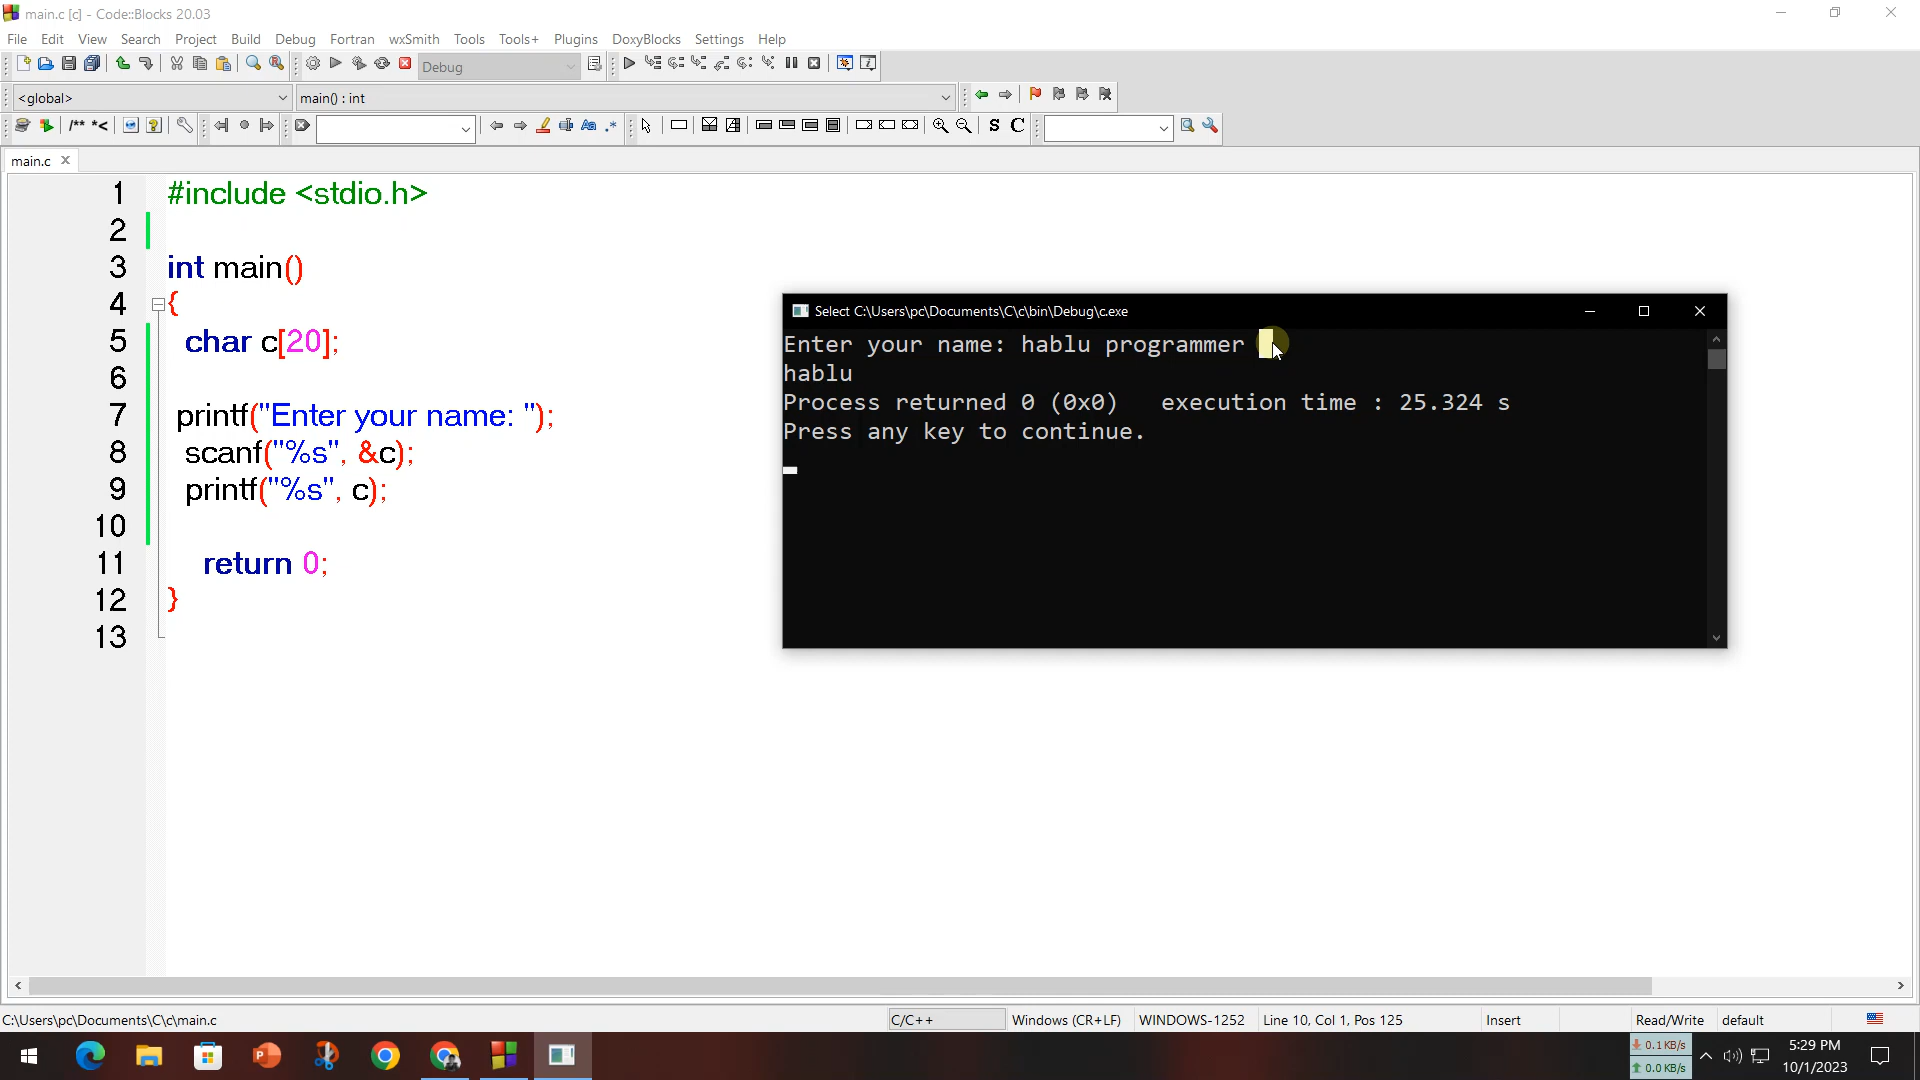 main.c [c] - Code::Blocks 20.03
File Edit View Search Project Build Debug Fortran wxSmith Tools Tools+ Plugins DoxyBlocks Settings Help
Debug
<global> main() : int
/** *< S C
main.c
1 #include <stdio.h>
2
3 int main()
4 {
5 char c[20];
6
7 printf("Enter your name: ");
8 scanf("%s", &c);
9 printf("%s", c);
10
11 return 0;
12 }
13
Select C:\Users\pc\Documents\C\c\bin\Debug\c.exe
Enter your name: hablu programmer
hablu
Process returned 0 (0x0) execution time : 25.324 s
Press any key to continue.
C:\Users\pc\Documents\C\c\main.c C/C++ Windows (CR+LF) WINDOWS-1252 Line 10, Col 1, Pos 125 Insert Read/Write default
0.1 KB/s
0.0 KB/s
5:29 PM
10/1/2023